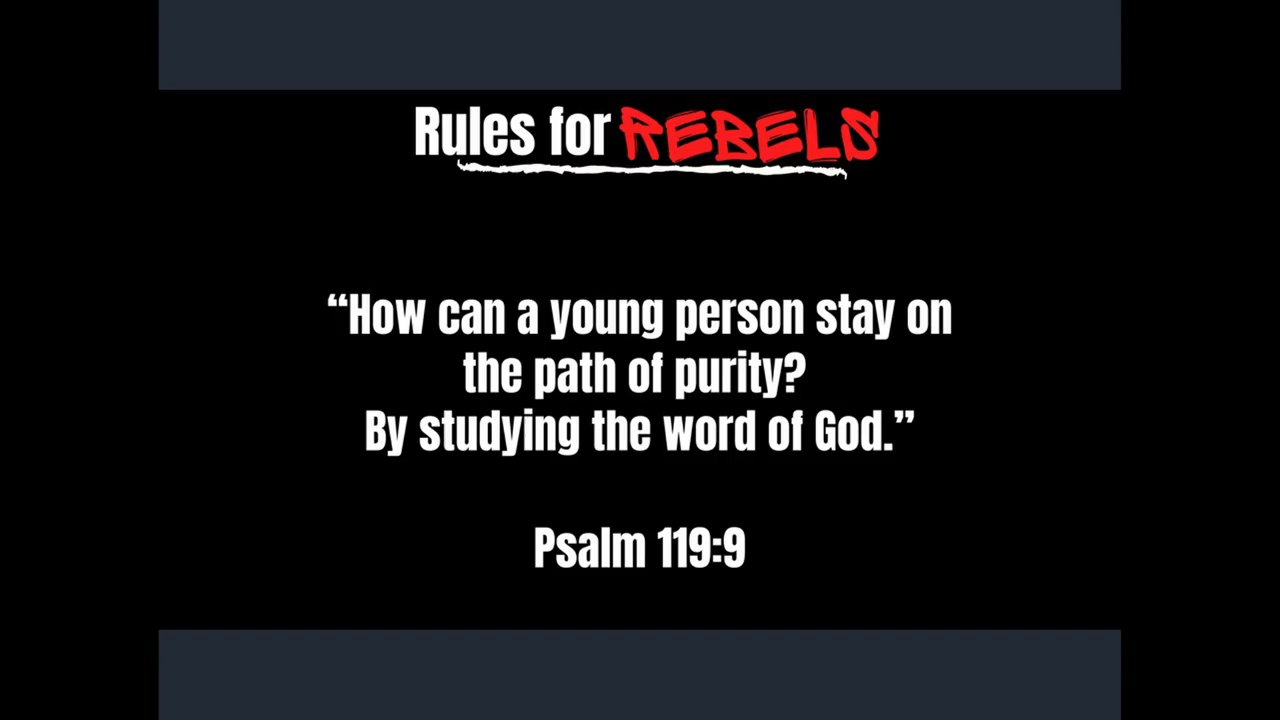 Rules for REBELS
“How can a young person stay on
the path of purity?
By studying the word of God.”
Psalm 119:9